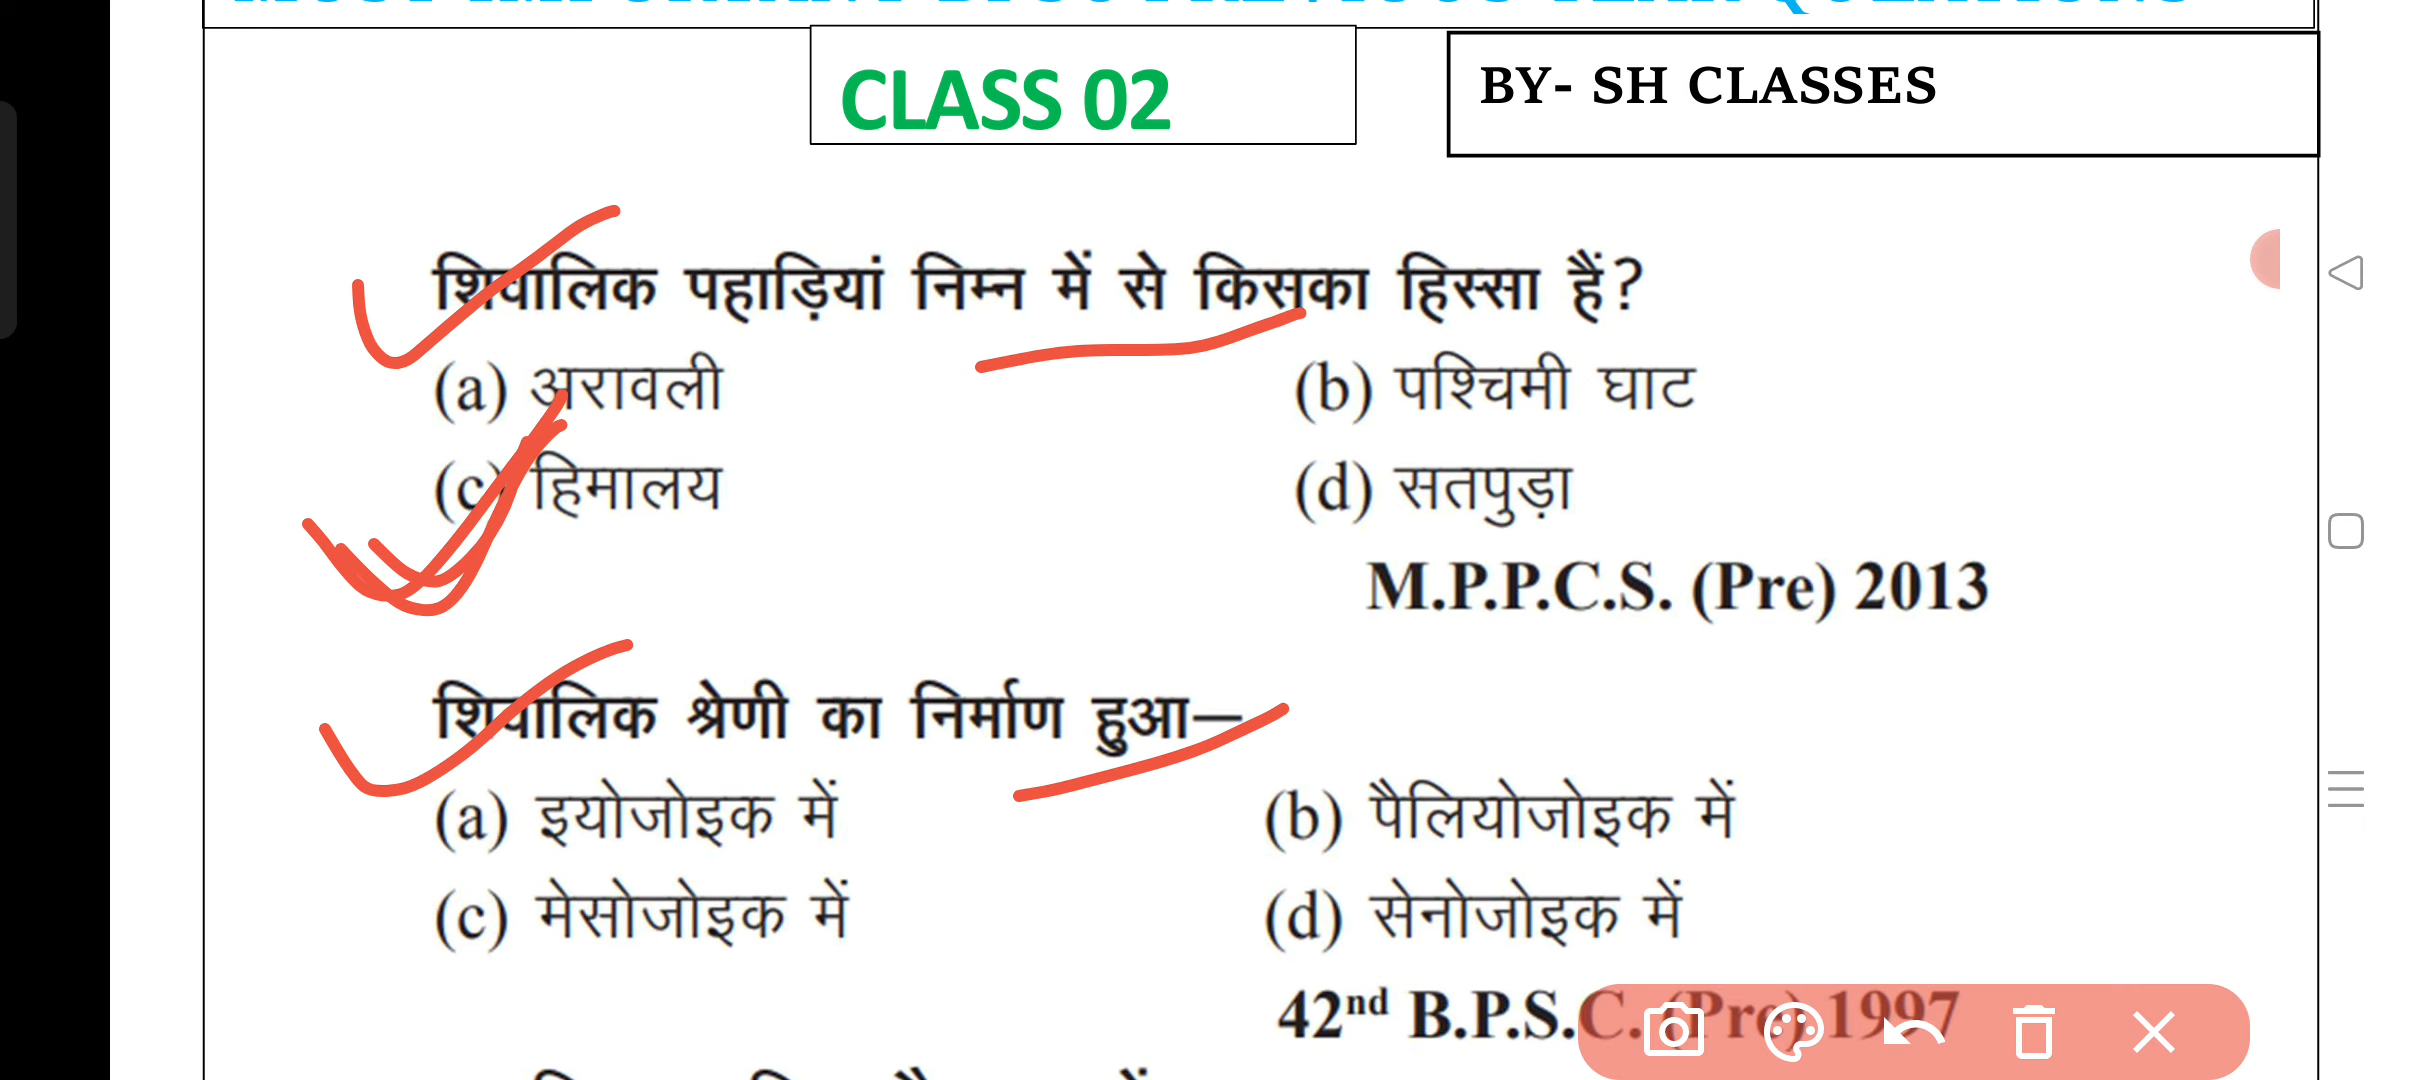 CLASS 02
BY- SH CLASSES
शिवालिक पहाड़ियां निम्न में से किसका हिस्सा हैं?
(a) अरावली (b) पश्चिमी घाट
(c) हिमालय (d) सतपुड़ा
M.P.P.C.S. (Pre) 2013
शिवालिक श्रेणी का निर्माण हुआ—
(a) इयोजोइक में (b) पैलियोजोइक में
(c) मेसोजोइक में (d) सेनोजोइक में
42nd B.P.S.C. (Pre) 1997